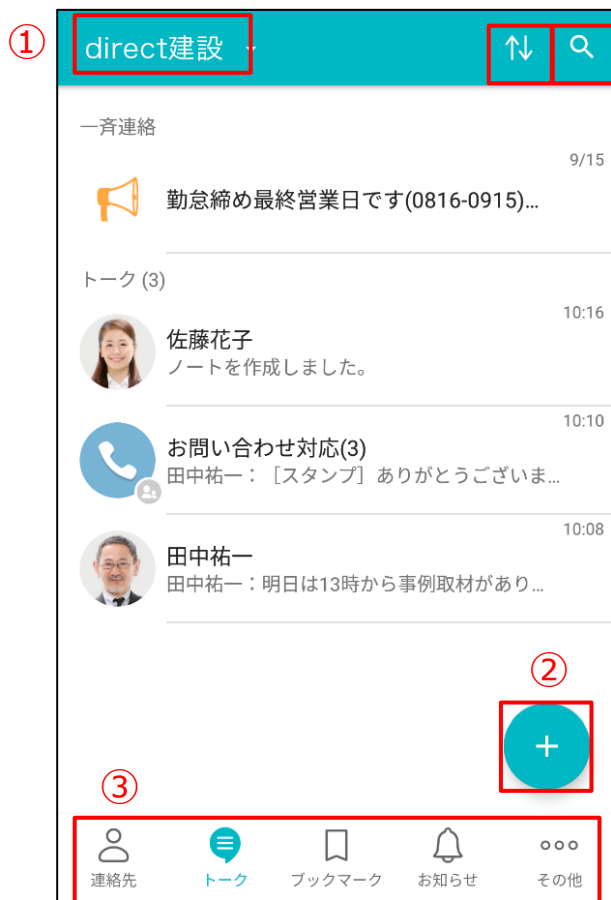 ①
direct建設
一斉連絡
9/15
勤怠締め最終営業日です(0816-0915)...
トーク (3)
10:16
佐藤花子
ノートを作成しました。
10:10
お問い合わせ対応(3)
田中祐一：［スタンプ］ありがとうございま...
10:08
田中祐一
田中祐一：明日は13時から事例取材があり...
②
+
③
連絡先
トーク
ブックマーク
お知らせ
その他